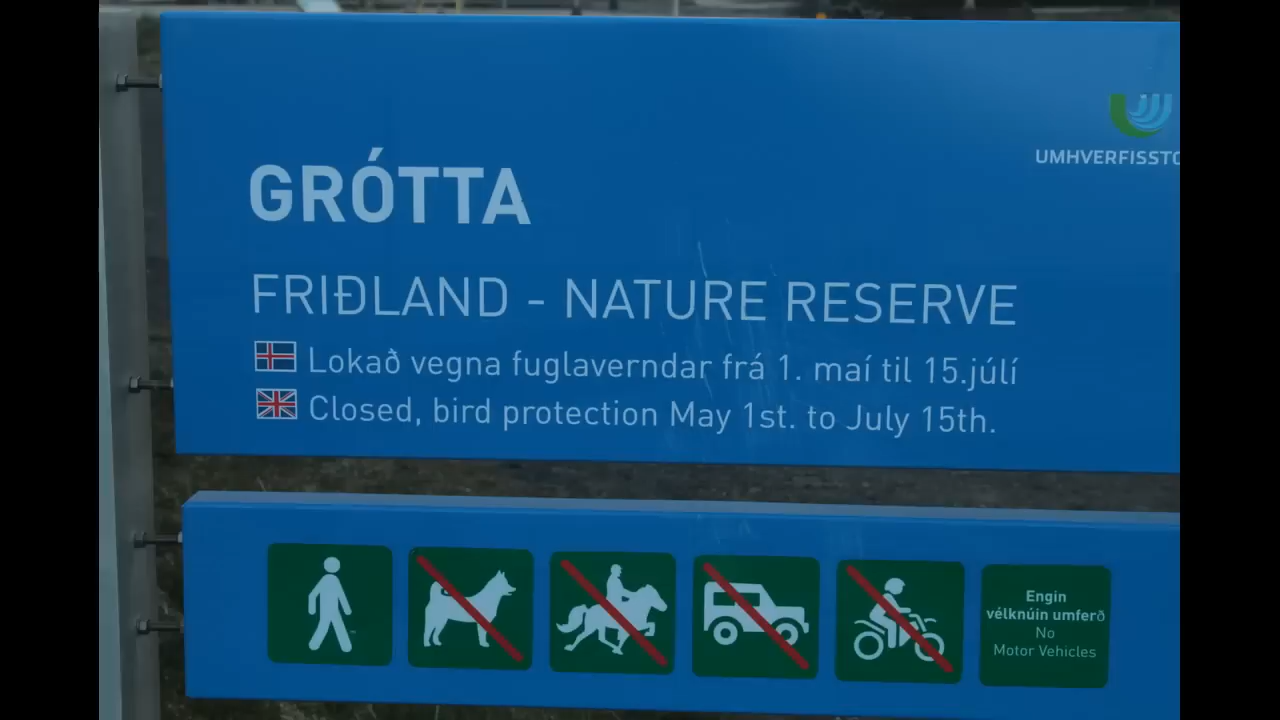 UMHVERFISSTO
GRÓTTA
FRIÐLAND - NATURE RESERVE
Lokað vegna fuglaverndar frá 1. maí til 15.júlí
Closed, bird protection May 1st. to July 15th.
Engin
vélknúin umferð
No
Motor Vehicles